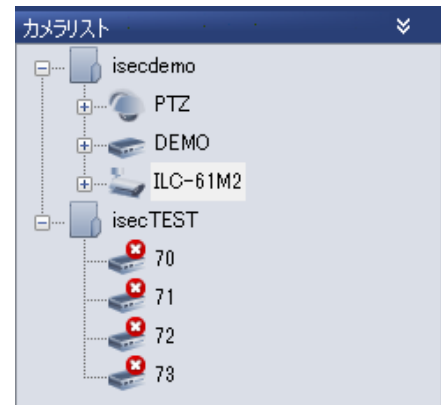 カメラリスト
isecdemo
PTZ
DEMO
ILC-61M2
isecTEST
70
71
72
73